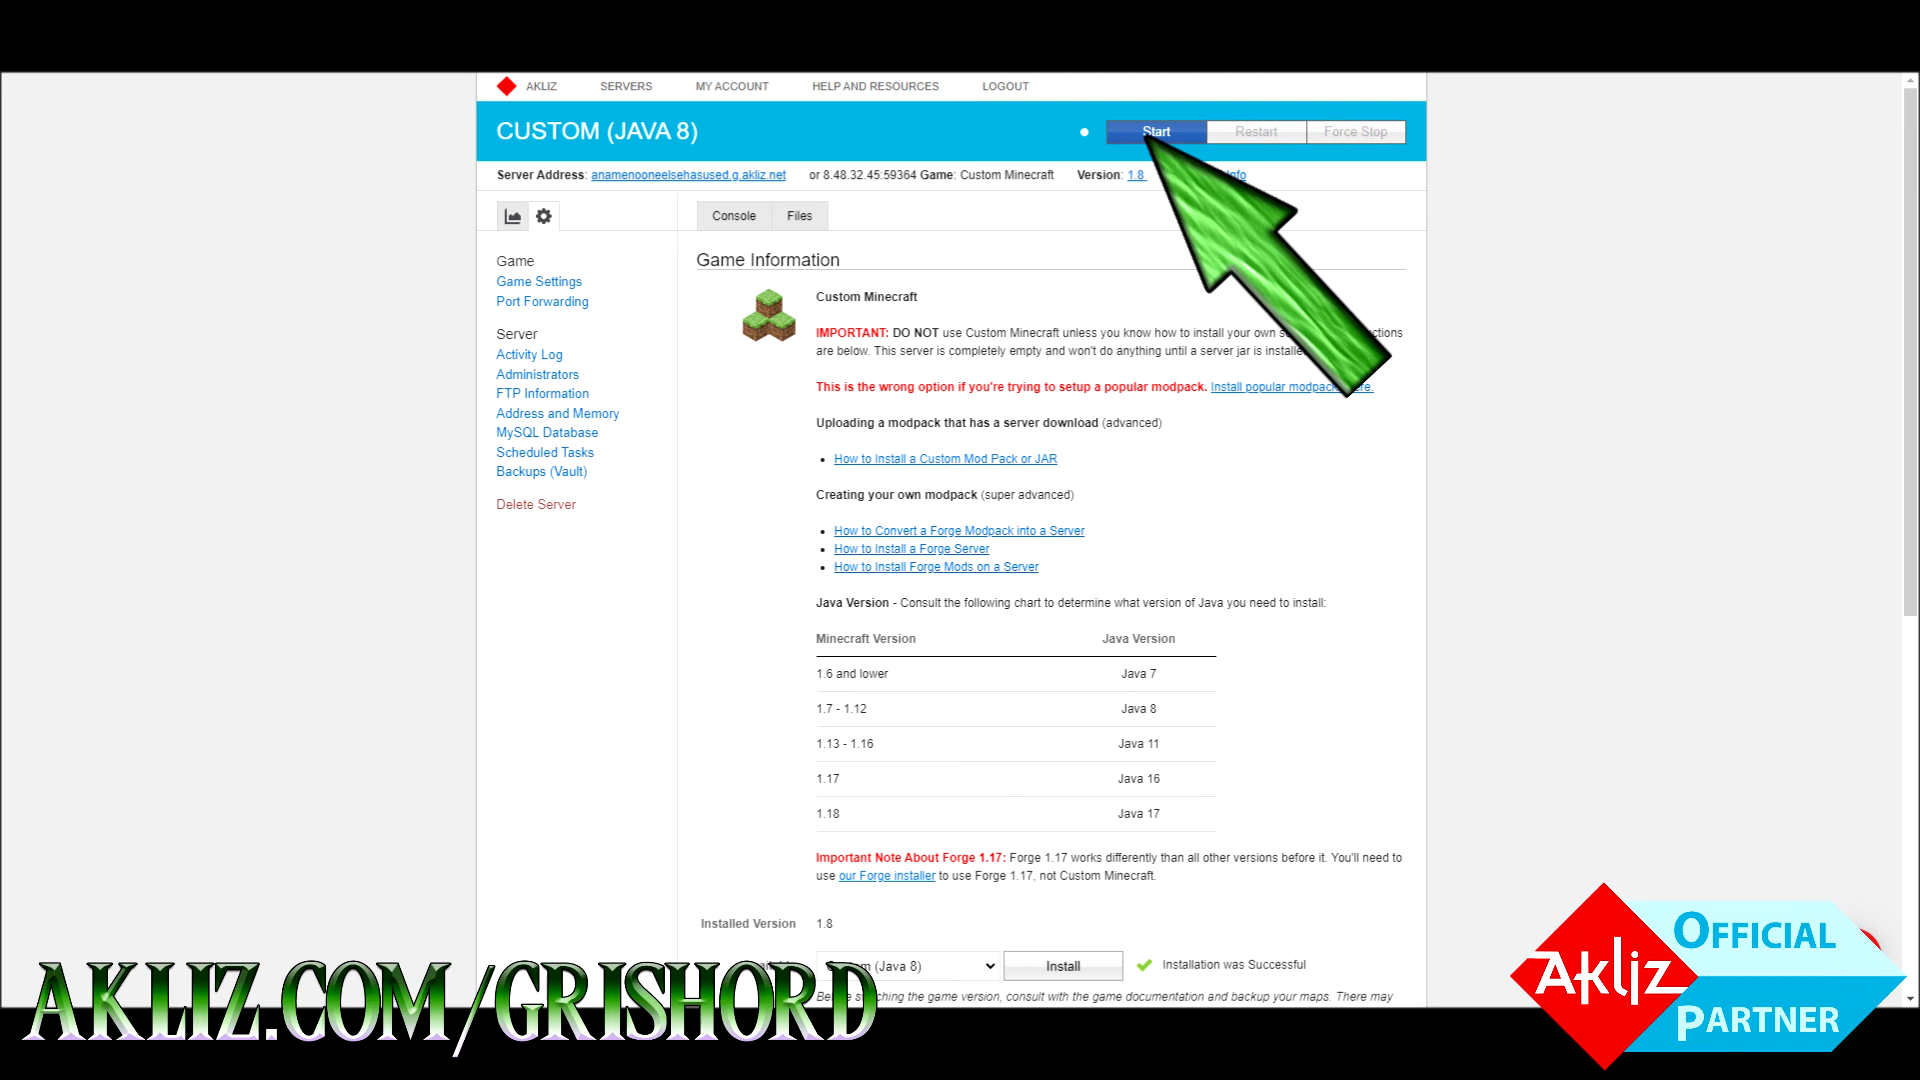 AKLIZ SERVERS MY ACCOUNT HELP AND RESOURCES LOGOUT
CUSTOM (JAVA 8) Start Restart Force Stop
Server Address: anamenooneelsehasused.g.akliz.net or 8.48.32.45:59364 Game: Custom Minecraft Version: 1.8 Info
Console Files
Game
Game Settings
Port Forwarding
Server
Activity Log
Administrators
FTP Information
Address and Memory
MySQL Database
Scheduled Tasks
Backups (Vault)
Delete Server
Game Information
Custom Minecraft
IMPORTANT: DO NOT use Custom Minecraft unless you know how to install your own
are below. This server is completely empty and won't do anything until a server jar is
This is the wrong option if you're trying to setup a popular modpack. Install popular
Uploading a modpack that has a server download (advanced)
• How to Install a Custom Mod Pack or JAR
Creating your own modpack (super advanced)
• How to Convert a Forge Modpack into a Server
• How to Install a Forge Server
• How to Install Forge Mods on a Server
Java Version - Consult the following chart to determine what version of Java you need to install:
Minecraft Version Java Version
1.6 and lower Java 7
1.7 - 1.12 Java 8
1.13 - 1.16 Java 11
1.17 Java 16
1.18 Java 17
Important Note About Forge 1.17: Forge 1.17 works differently than all other versions before it. You'll need to
use our Forge installer to use Forge 1.17, not Custom Minecraft.
Installed Version 1.8
(Java 8) Install Installation was Successful
the game version, consult with the game documentation and backup your maps. There may
AKLIZ.COM/GRISHORD
Akliz
OFFICIAL
PARTNER